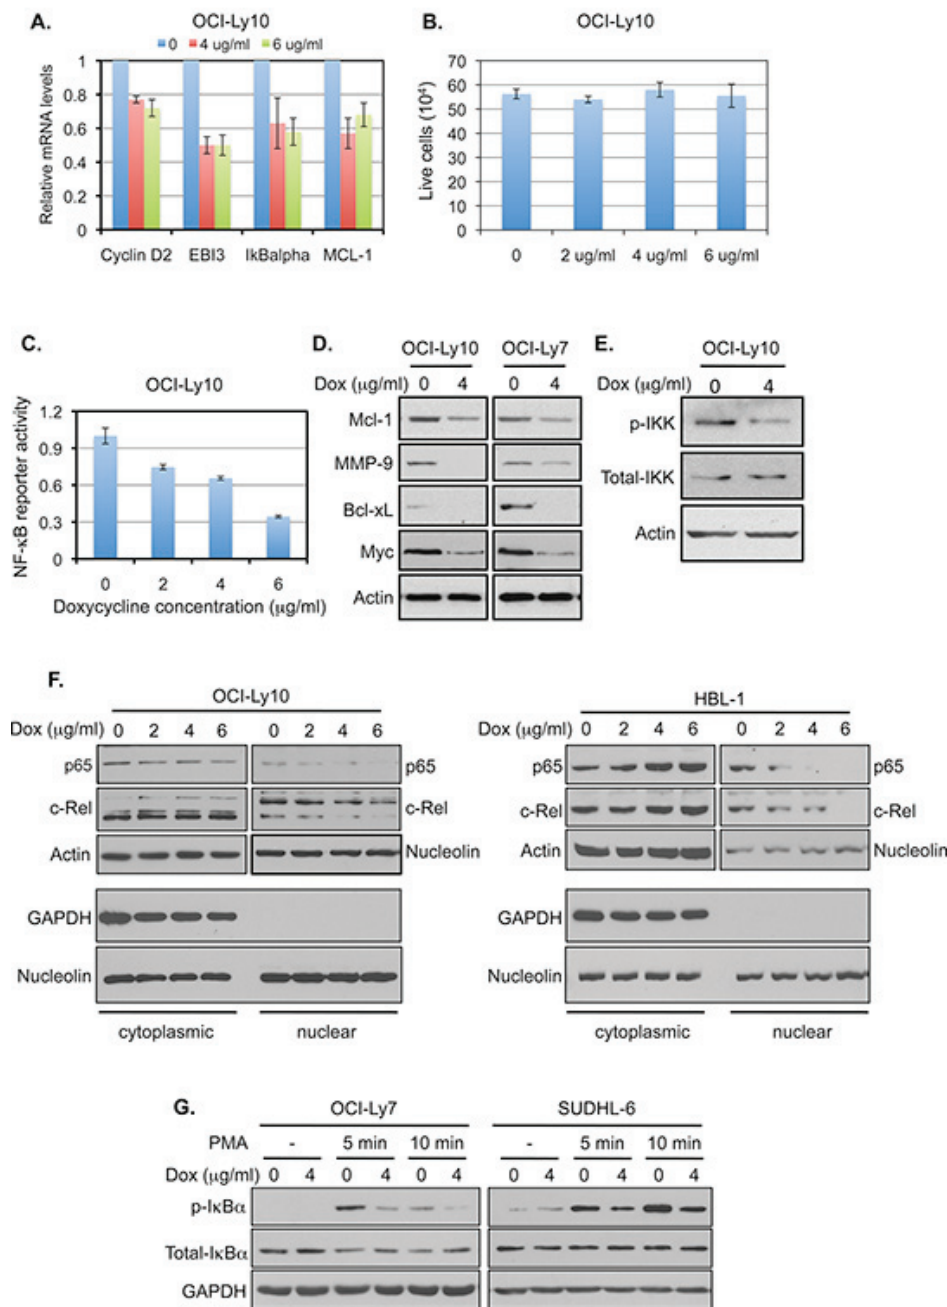 A.
OCI-Ly10
0 4 ug/ml 6 ug/ml
Relative mRNA levels
1
0.8
0.6
0.4
0.2
0
Cyclin D2 EBI3 IkBalpha MCL-1
B.
OCI-Ly10
Live cells (10⁴)
70
60
50
40
30
20
10
0
0 2 ug/ml 4 ug/ml 6 ug/ml
C.
OCI-Ly10
NF-κB reporter activity
1.2
0.9
0.6
0.3
0
0 2 4 6
Doxycycline concentration (μg/ml)
D.
OCI-Ly10 OCI-Ly7
Dox (μg/ml) 0 4 0 4
Mcl-1
MMP-9
Bcl-xL
Myc
Actin
E.
OCI-Ly10
Dox (μg/ml) 0 4
p-IKK
Total-IKK
Actin
F.
OCI-Ly10
Dox (μg/ml) 0 2 4 6 0 2 4 6
p65 p65
c-Rel c-Rel
Actin Nucleolin
GAPDH
Nucleolin
cytoplasmic nuclear
HBL-1
Dox (μg/ml) 0 2 4 6 0 2 4 6
p65 p65
c-Rel c-Rel
Actin Nucleolin
GAPDH
Nucleolin
cytoplasmic nuclear
G.
OCI-Ly7 SUDHL-6
PMA - 5 min 10 min - 5 min 10 min
Dox (μg/ml) 0 4 0 4 0 4 0 4 0 4 0 4
p-IκBα
Total-IκBα
GAPDH